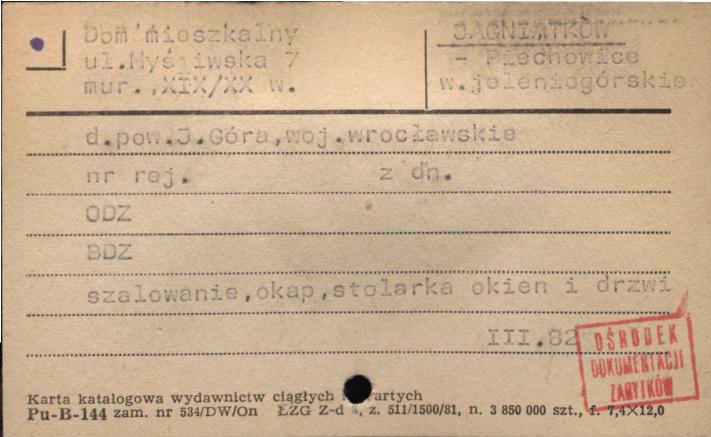 Dom mieszkalny
ul.Myśliwska 7
mur. XIX/XX w.
JAGNIĄTKÓW
- Piechowice
w.jeleniogórskie
d.pow.J.Góra,woj.wrocławskie
nr rej. z dn.
ODZ
BDZ
szalowanie,okap,stolarka okien i drzwi
III.82
OŚRODEK
DOKUMENTACJI
ZABYTKÓW
Karta katalogowa wydawnictw ciągłych
Pu-B-144 zam. nr 534/DW/On ŁZG Z-d z. 511/1500/81, n. 3 850 000 szt., f. 7,4×12,0